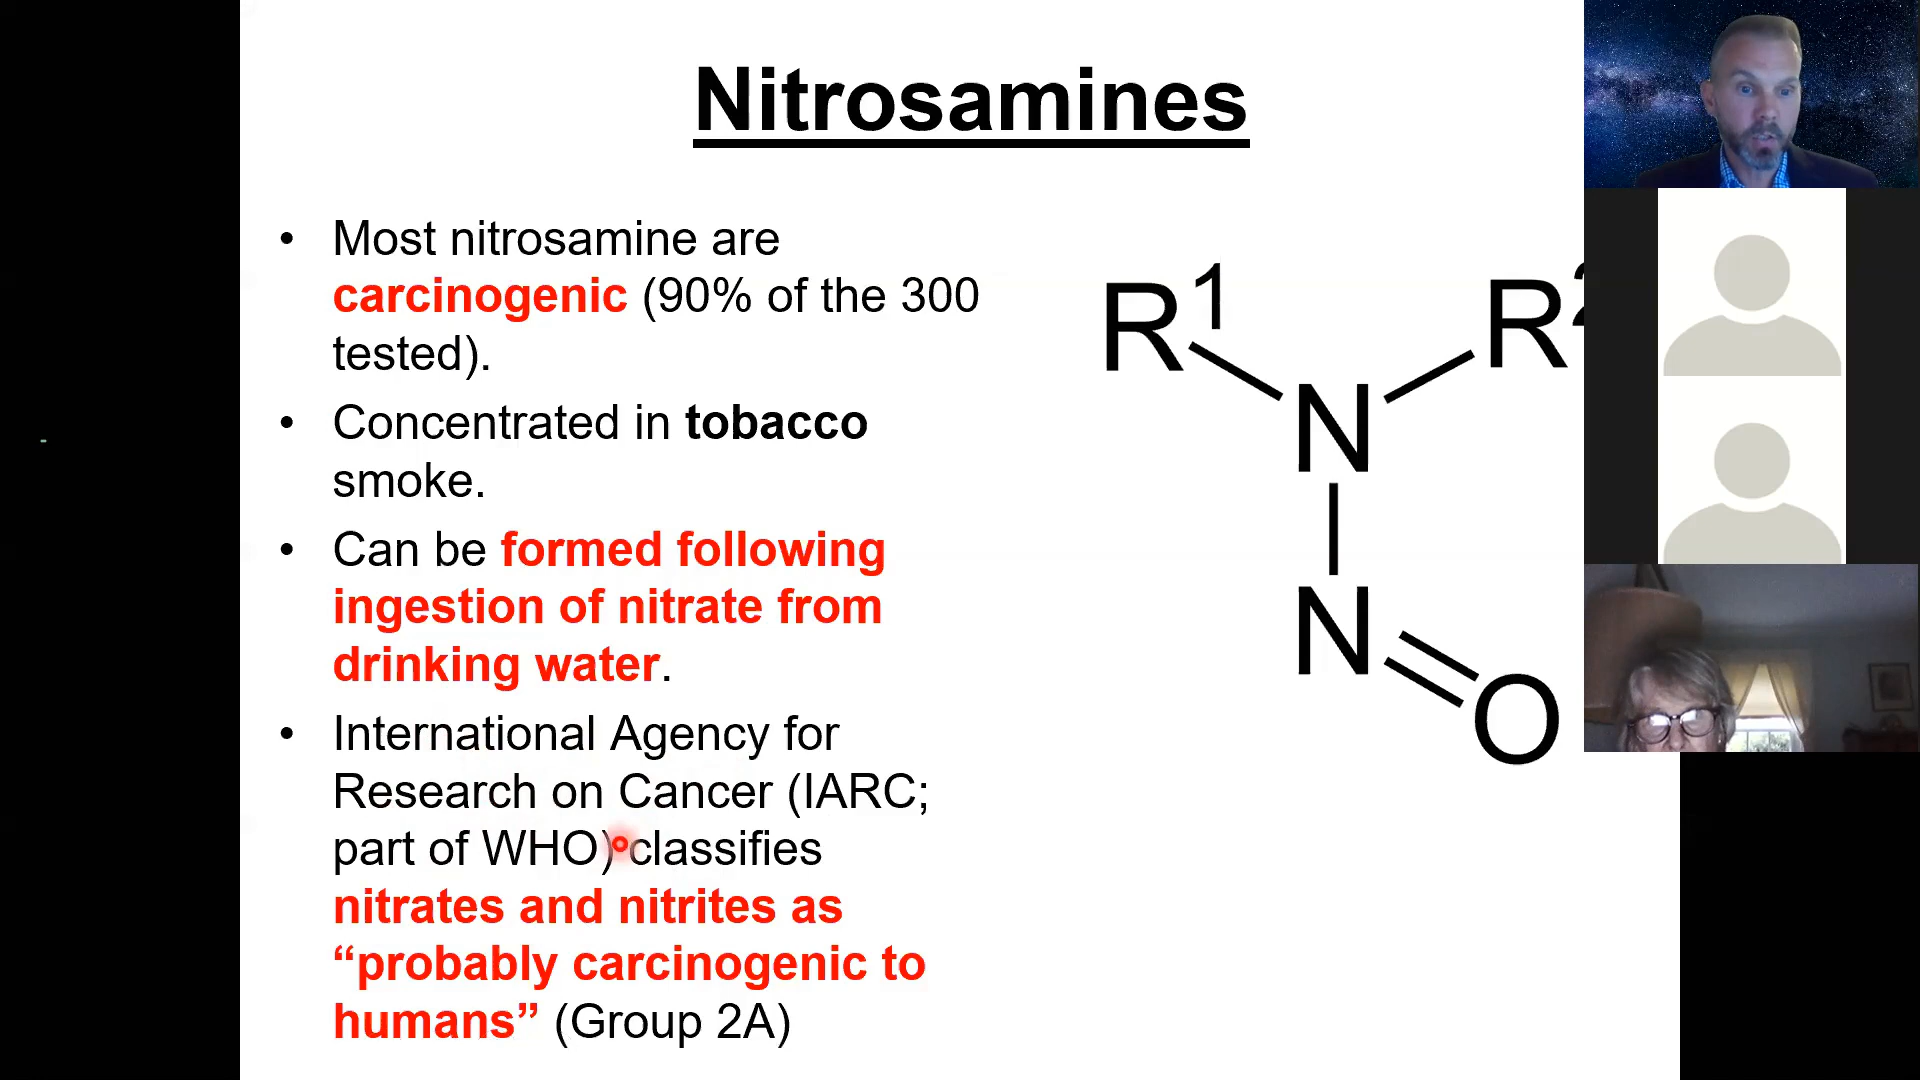 Nitrosamines
• Most nitrosamine are
carcinogenic (90% of the 300
tested).
• Concentrated in tobacco
smoke.
• Can be formed following
ingestion of nitrate from
drinking water.
• International Agency for
Research on Cancer (IARC;
part of WHO) classifies
nitrates and nitrites as
“probably carcinogenic to
humans” (Group 2A)
R1
R2
N
N
O